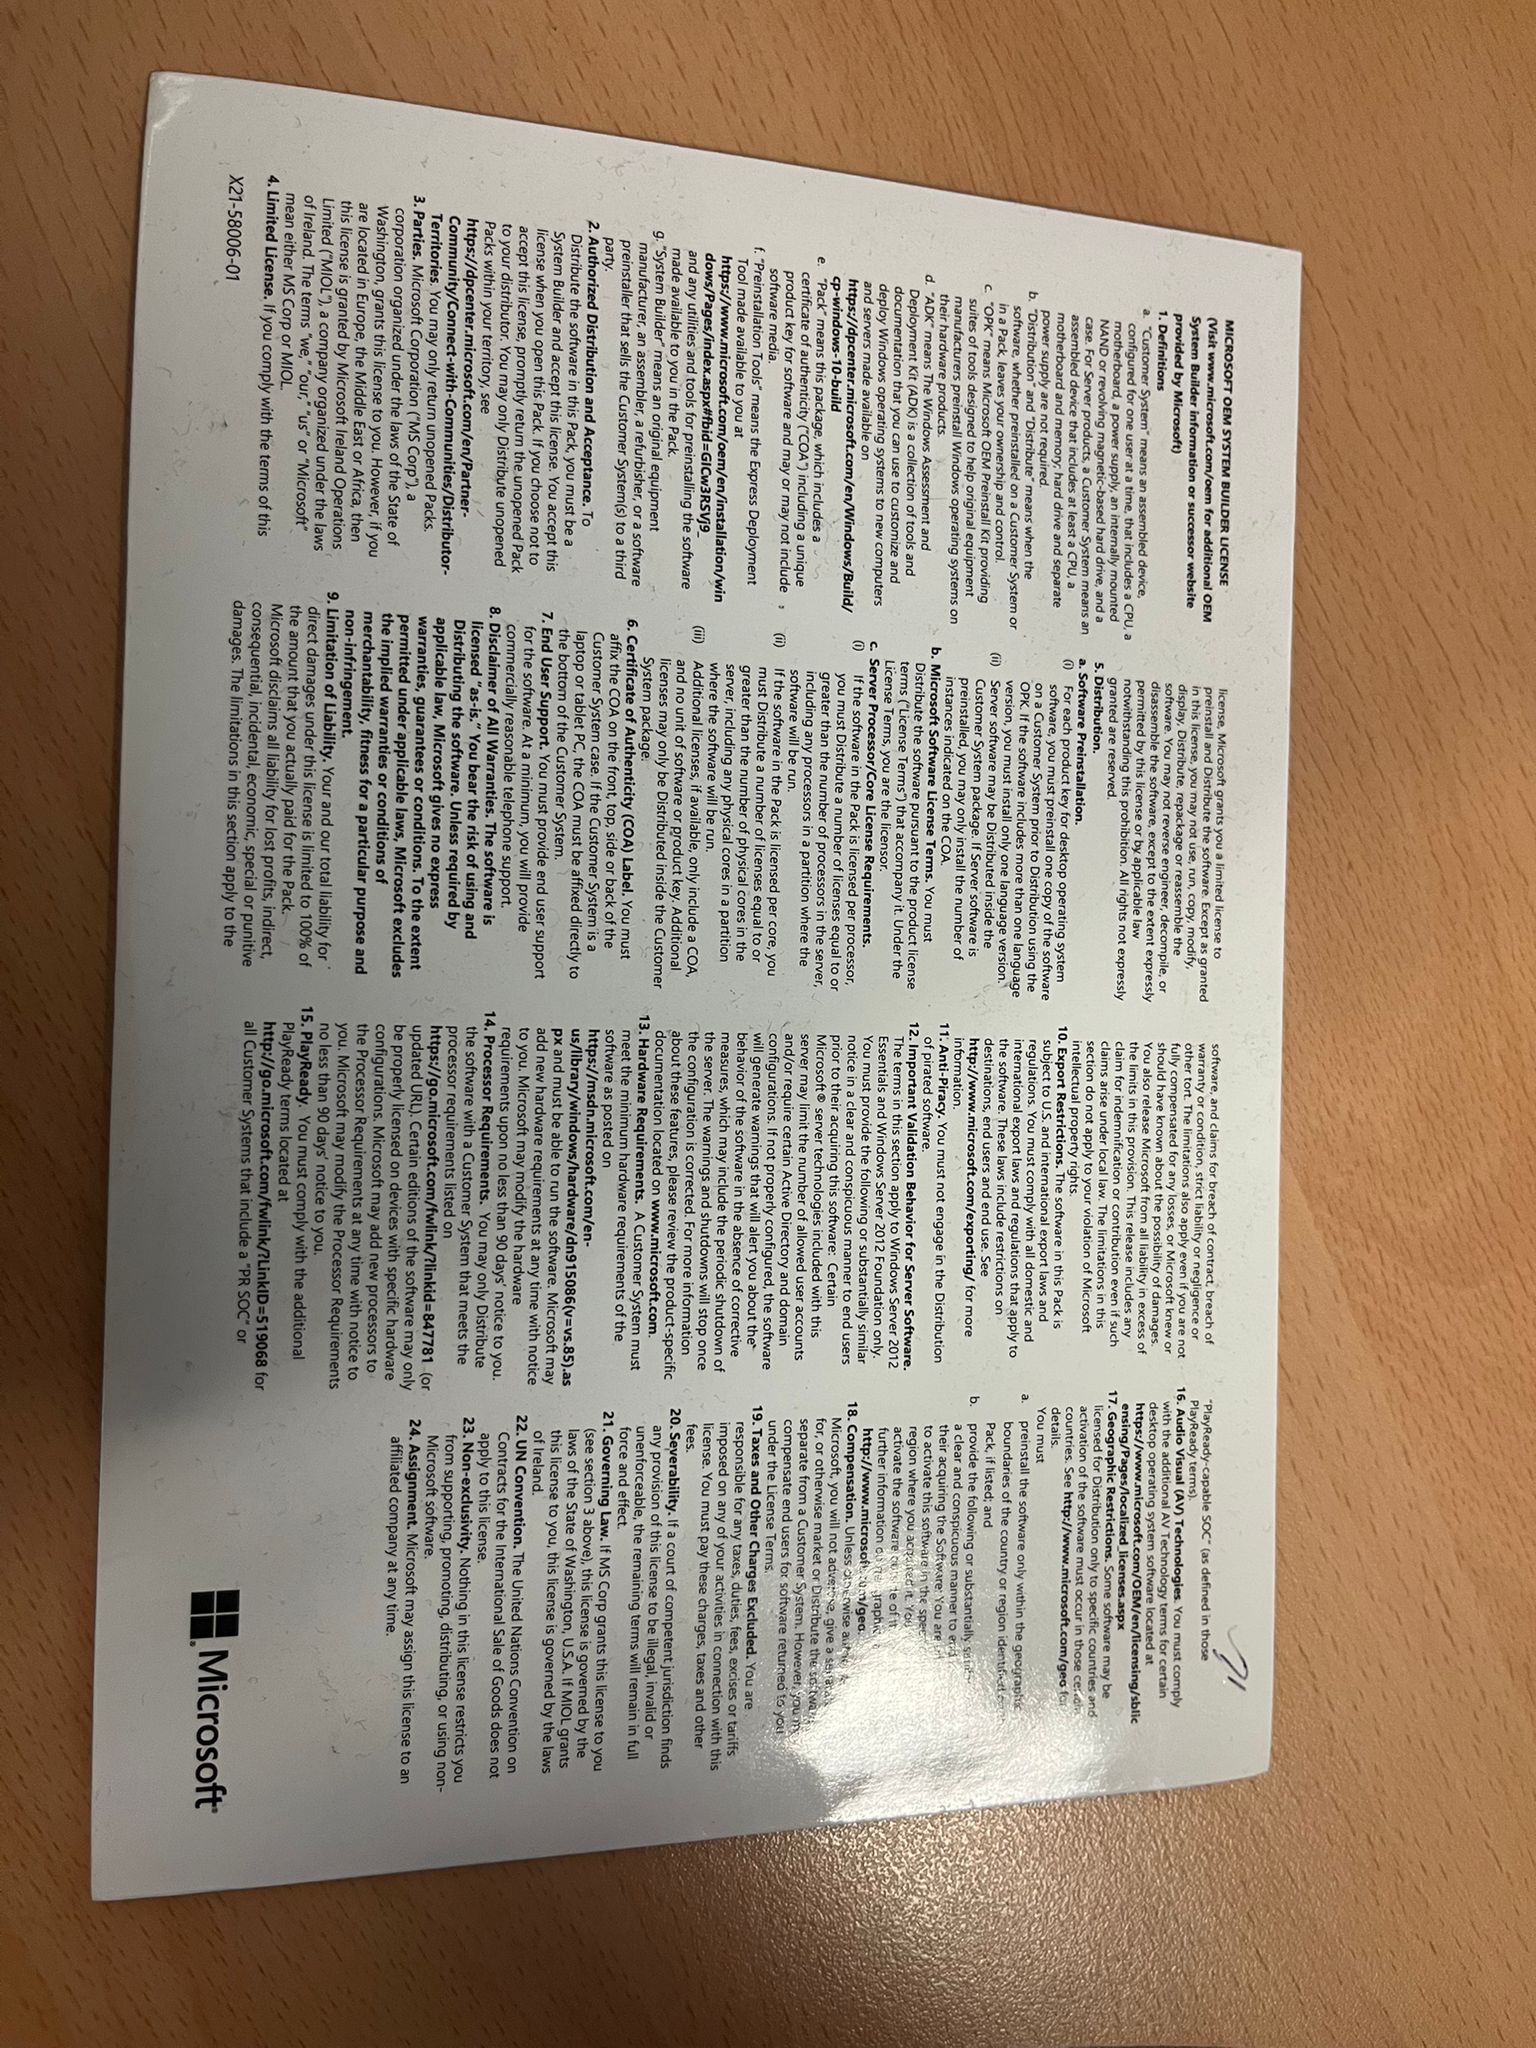 MICROSOFT OEM SYSTEM BUILDER LICENSE
(Visit www.microsoft.com/oem for additional OEM
System Builder information or successor website
provided by Microsoft)
1. Definitions
a. "Customer System" means an assembled device,
configured for one user at a time, that includes a CPU, a
motherboard, a power supply, an internally mounted
NAND or revolving magnetic-based hard drive, and a
case. For Server products, a Customer System means an
assembled device that includes at least a CPU, a
motherboard and memory; hard drive and separate
power supply are not required.
b. "Distribution" and "Distribute" means when the
software, whether preinstalled on a Customer System or
in a Pack, leaves your ownership and control.
c. "OPK" means Microsoft OEM Preinstall Kit providing
suites of tools designed to help original equipment
manufacturers preinstall Windows operating systems on
their hardware products.
d. "ADK" means The Windows Assessment and
Deployment Kit (ADK) is a collection of tools and
documentation that you can use to customize and
deploy Windows operating systems to new computers
and servers made available on
https://dpcenter.microsoft.com/en/Windows/Build/
cp-windows-10-build
e. "Pack" means this package, which includes a
certificate of authenticity ("COA") including a unique
product key for software and may or may not include
software media.
f. "Preinstallation Tools" means the Express Deployment
Tool made available to you at
https://www.microsoft.com/oem/en/installation/win
dows/Pages/index.aspx#fbid=GlCw3RSVj9_
and any utilities and tools for preinstalling the software
made available to you in the Pack.
g. "System Builder" means an original equipment
manufacturer, an assembler, a refurbisher, or a software
preinstaller that sells the Customer System(s) to a third
party.
2. Authorized Distribution and Acceptance. To
Distribute the software in this Pack, you must be a
System Builder and accept this license. You accept this
license when you open this Pack. If you choose not to
accept this license, promptly return the unopened Pack
to your distributor. You may only Distribute unopened
Packs within your territory, see
https://dpcenter.microsoft.com/en/Partner-
Community/Connect-with-Communities/Distributor-
Territories. You may only return unopened Packs.
3. Parties. Microsoft Corporation ("MS Corp"), a
corporation organized under the laws of the State of
Washington, grants this license to you. However, if you
are located in Europe, the Middle East or Africa, then
this license is granted by Microsoft Ireland Operations
Limited ("MIOL"), a company organized under the laws
of Ireland. The terms "we," "our," "us" or "Microsoft"
mean either MS Corp or MIOL.
4. Limited License. If you comply with the terms of this
X21-58006-01
license, Microsoft grants you a limited license to
preinstall and Distribute the software. Except as granted
in this license, you may not use, run, copy, modify,
display, Distribute, repackage or reassemble the
software. You may not reverse engineer, decompile, or
disassemble the software, except to the extent expressly
permitted by this license or by applicable law
notwithstanding this prohibition. All rights not expressly
granted are reserved.
5. Distribution.
a. Software Preinstallation.
(i) For each product key for desktop operating system
software, you must preinstall one copy of the software
on a Customer System prior to Distribution using the
OPK. If the software includes more than one language
version, you must install only one language version.
(ii) Server software may be Distributed inside the
Customer System package. If Server software is
preinstalled, you may only install the number of
instances indicated on the COA.
b. Microsoft Software License Terms. You must
Distribute the software pursuant to the product license
terms ("License Terms") that accompany it. Under the
License Terms, you are the licensor.
c. Server Processor/Core License Requirements.
(i) If the software in the Pack is licensed per processor,
you must Distribute a number of licenses equal to or
greater than the number of processors in the server,
including any processors in a partition where the
software will be run.
(ii) If the software in the Pack is licensed per core, you
must Distribute a number of licenses equal to or
greater than the number of physical cores in the
server, including any physical cores in a partition
where the software will be run.
(iii) Additional licenses, if available, only include a COA,
and no unit of software or product key. Additional
licenses may only be Distributed inside the Customer
System package.
6. Certificate of Authenticity (COA) Label. You must
affix the COA on the front, top, side or back of the
Customer System case. If the Customer System is a
laptop or tablet PC, the COA must be affixed directly to
the bottom of the Customer System.
7. End User Support. You must provide end user support
for the software. At a minimum, you will provide
commercially reasonable telephone support.
8. Disclaimer of All Warranties. The software is
licensed "as-is." You bear the risk of using and
Distributing the software. Unless required by
applicable law, Microsoft gives no express
warranties, guarantees or conditions. To the extent
permitted under applicable laws, Microsoft excludes
the implied warranties or conditions of
merchantability, fitness for a particular purpose and
non-infringement.
9. Limitation of Liability. Your and our total liability for
direct damages under this license is limited to 100% of
the amount that you actually paid for the Pack.
Microsoft disclaims all liability for lost profits, indirect,
consequential, incidental, economic, special or punitive
damages. The limitations in this section apply to the
software, and claims for breach of contract, breach of
warranty or condition, strict liability or negligence or
other tort. The limitations also apply even if you are not
fully compensated for any losses, or Microsoft knew or
should have known about the possibility of damages.
You also release Microsoft from all liability in excess of
the limits in this provision. This release includes any
claim for indemnification or contribution even if such
claims arise under local law. The limitations in this
section do not apply to your violation of Microsoft
intellectual property rights.
10. Export Restrictions. The software in this Pack is
subject to U.S. and international export laws and
regulations. You must comply with all domestic and
international export laws and regulations that apply to
the software. These laws include restrictions on
destinations, end users and end use. See
http://www.microsoft.com/exporting/ for more
information.
11. Anti-Piracy. You must not engage in the Distribution
of pirated software.
12. Important Validation Behavior for Server Software.
The terms in this section apply to Windows Server 2012
Essentials and Windows Server 2012 Foundation only.
You must provide the following or substantially similar
notice in a clear and conspicuous manner to end users
prior to their acquiring this software: Certain
Microsoft® server technologies included with this
server may limit the number of allowed user accounts
and/or require certain Active Directory and domain
configurations. If not properly configured, the software
will generate warnings that will alert you about the
behavior of the software in the absence of corrective
measures, which may include the periodic shutdown of
the server. The warnings and shutdowns will stop once
the configuration is corrected. For more information
about these features, please review the product-specific
documentation located on www.microsoft.com.
13. Hardware Requirements. A Customer System must
meet the minimum hardware requirements of the
software as posted on
https://msdn.microsoft.com/en-
us/library/windows/hardware/dn915086(v=vs.85).as
px and must be able to run the software. Microsoft may
add new hardware requirements at any time with notice
to you. Microsoft may modify the hardware
requirements upon no less than 90 days' notice to you.
14. Processor Requirements. You may only Distribute
the software with a Customer System that meets the
processor requirements listed on
https://go.microsoft.com/fwlink/?linkid=847781 (or
updated URL). Certain editions of the software may only
be properly licensed on devices with specific hardware
configurations. Microsoft may add new processors to
the Processor Requirements at any time with notice to
you. Microsoft may modify the Processor Requirements
no less than 90 days' notice to you.
15. PlayReady. You must comply with the additional
PlayReady terms located at
http://go.microsoft.com/fwlink/?LinkID=519068 for
all Customer Systems that include a "PR SOC" or
"PlayReady-capable SOC" (as defined in those
PlayReady terms).
16. Audio Visual (AV) Technologies. You must comply
with the additional AV Technology terms for certain
desktop operating system software located at
https://www.microsoft.com/OEM/en/licensing/sblic
ensing/Pages/localized_licenses.aspx
17. Geographic Restrictions. Some software may be
licensed for Distribution only to specific countries and
activation of the software must occur in those certain
countries. See http://www.microsoft.com/geo for
details.
You must
a. preinstall the software only within the geographic
boundaries of the country or region identified on the
Pack, if listed; and
b. provide the following or substantially similar
a clear and conspicuous manner to end
their acquiring the Software: You are
to activate this software in the
region where you acquired it. You
activate the software outside of it.
further information
http://www.microsoft.com/geo.
18. Compensation. Unless otherwise
Microsoft, you will not advertise, give a separate
for, or otherwise market or Distribute the software
separate from a Customer System. However, you
compensate end users for software returned to you
under the License Terms.
19. Taxes and Other Charges Excluded. You are
responsible for any taxes, duties, fees, excises or tariffs
imposed on any of your activities in connection with this
license. You must pay these charges, taxes and other
fees.
20. Severability. If a court of competent jurisdiction finds
any provision of this license to be illegal, invalid or
unenforceable, the remaining terms will remain in full
force and effect.
21. Governing Law. If MS Corp grants this license to you
(see section 3 above), this license is governed by the
laws of the State of Washington, U.S.A. If MIOL grants
this license to you, this license is governed by the laws
of Ireland.
22. UN Convention. The United Nations Convention on
Contracts for the International Sale of Goods does not
apply to this license.
23. Non-exclusivity. Nothing in this license restricts you
from supporting, promoting, distributing, or using non-
Microsoft software.
24. Assignment. Microsoft may assign this license to an
affiliated company at any time.
Microsoft